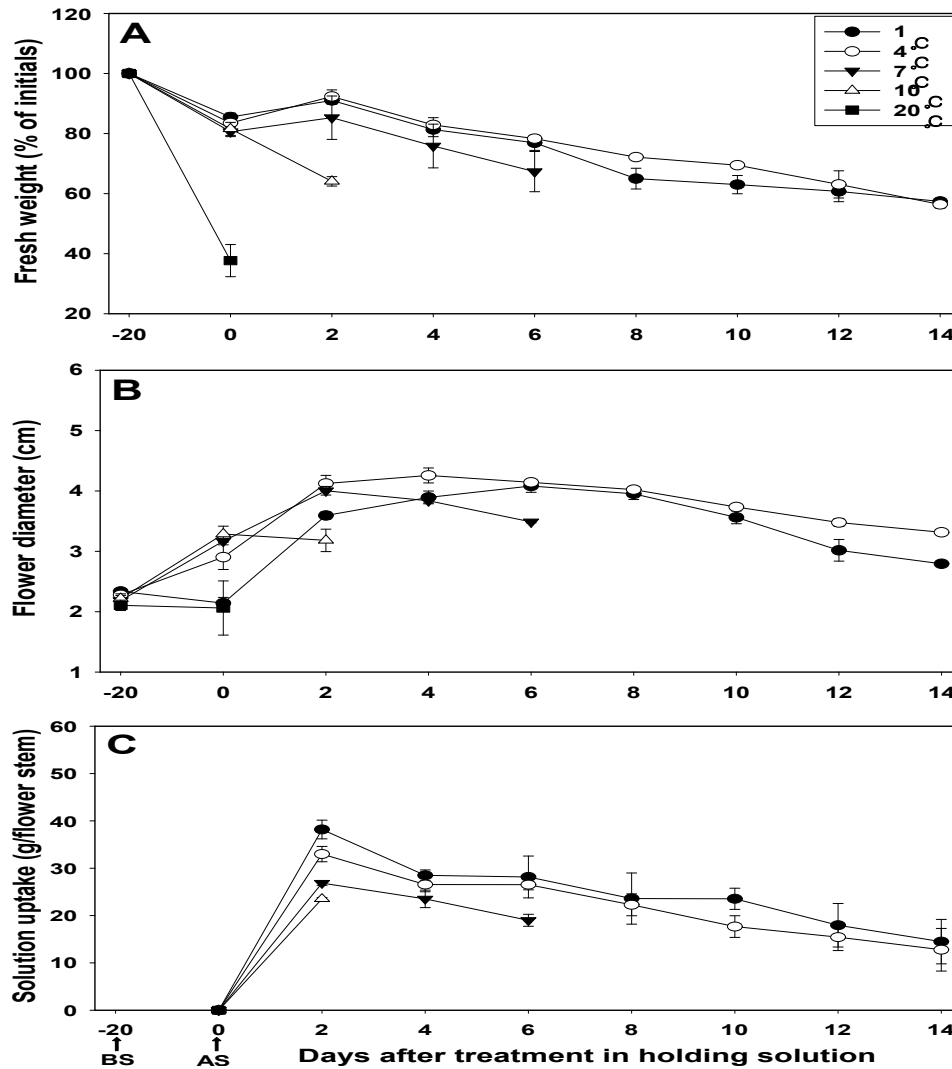 120
100
80
60
40
20
Fresh weight (% of initials)
A
1 °C
4 °C
7 °C
10 °C
20 °C
-20 0 2 4 6 8 10 12 14
6
5
4
3
2
1
Flower diameter (cm)
B
-20 0 2 4 6 8 10 12 14
60
50
40
30
20
10
0
Solution uptake (g/flower stem)
C
-20 0 2 4 6 8 10 12 14
BS AS Days after treatment in holding solution